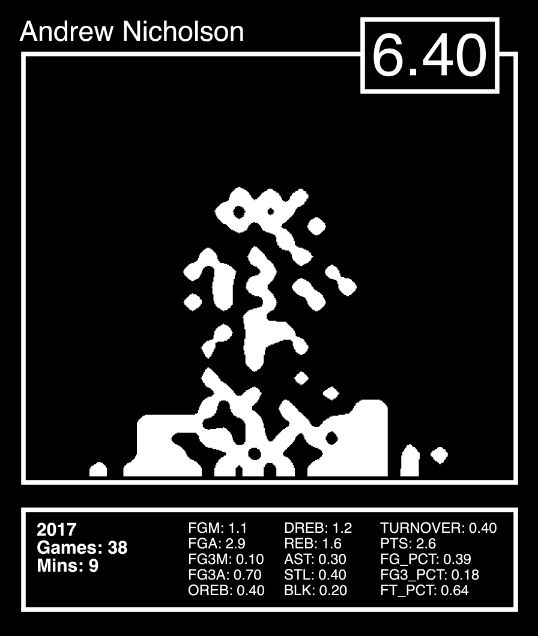 Andrew Nicholson
6.40
2017
Games: 38
Mins: 9
FGM: 1.1
FGA: 2.9
FG3M: 0.10
FG3A: 0.70
OREB: 0.40
DREB: 1.2
REB: 1.6
AST: 0.30
STL: 0.40
BLK: 0.20
TURNOVER: 0.40
PTS: 2.6
FG_PCT: 0.39
FG3_PCT: 0.18
FT_PCT: 0.64